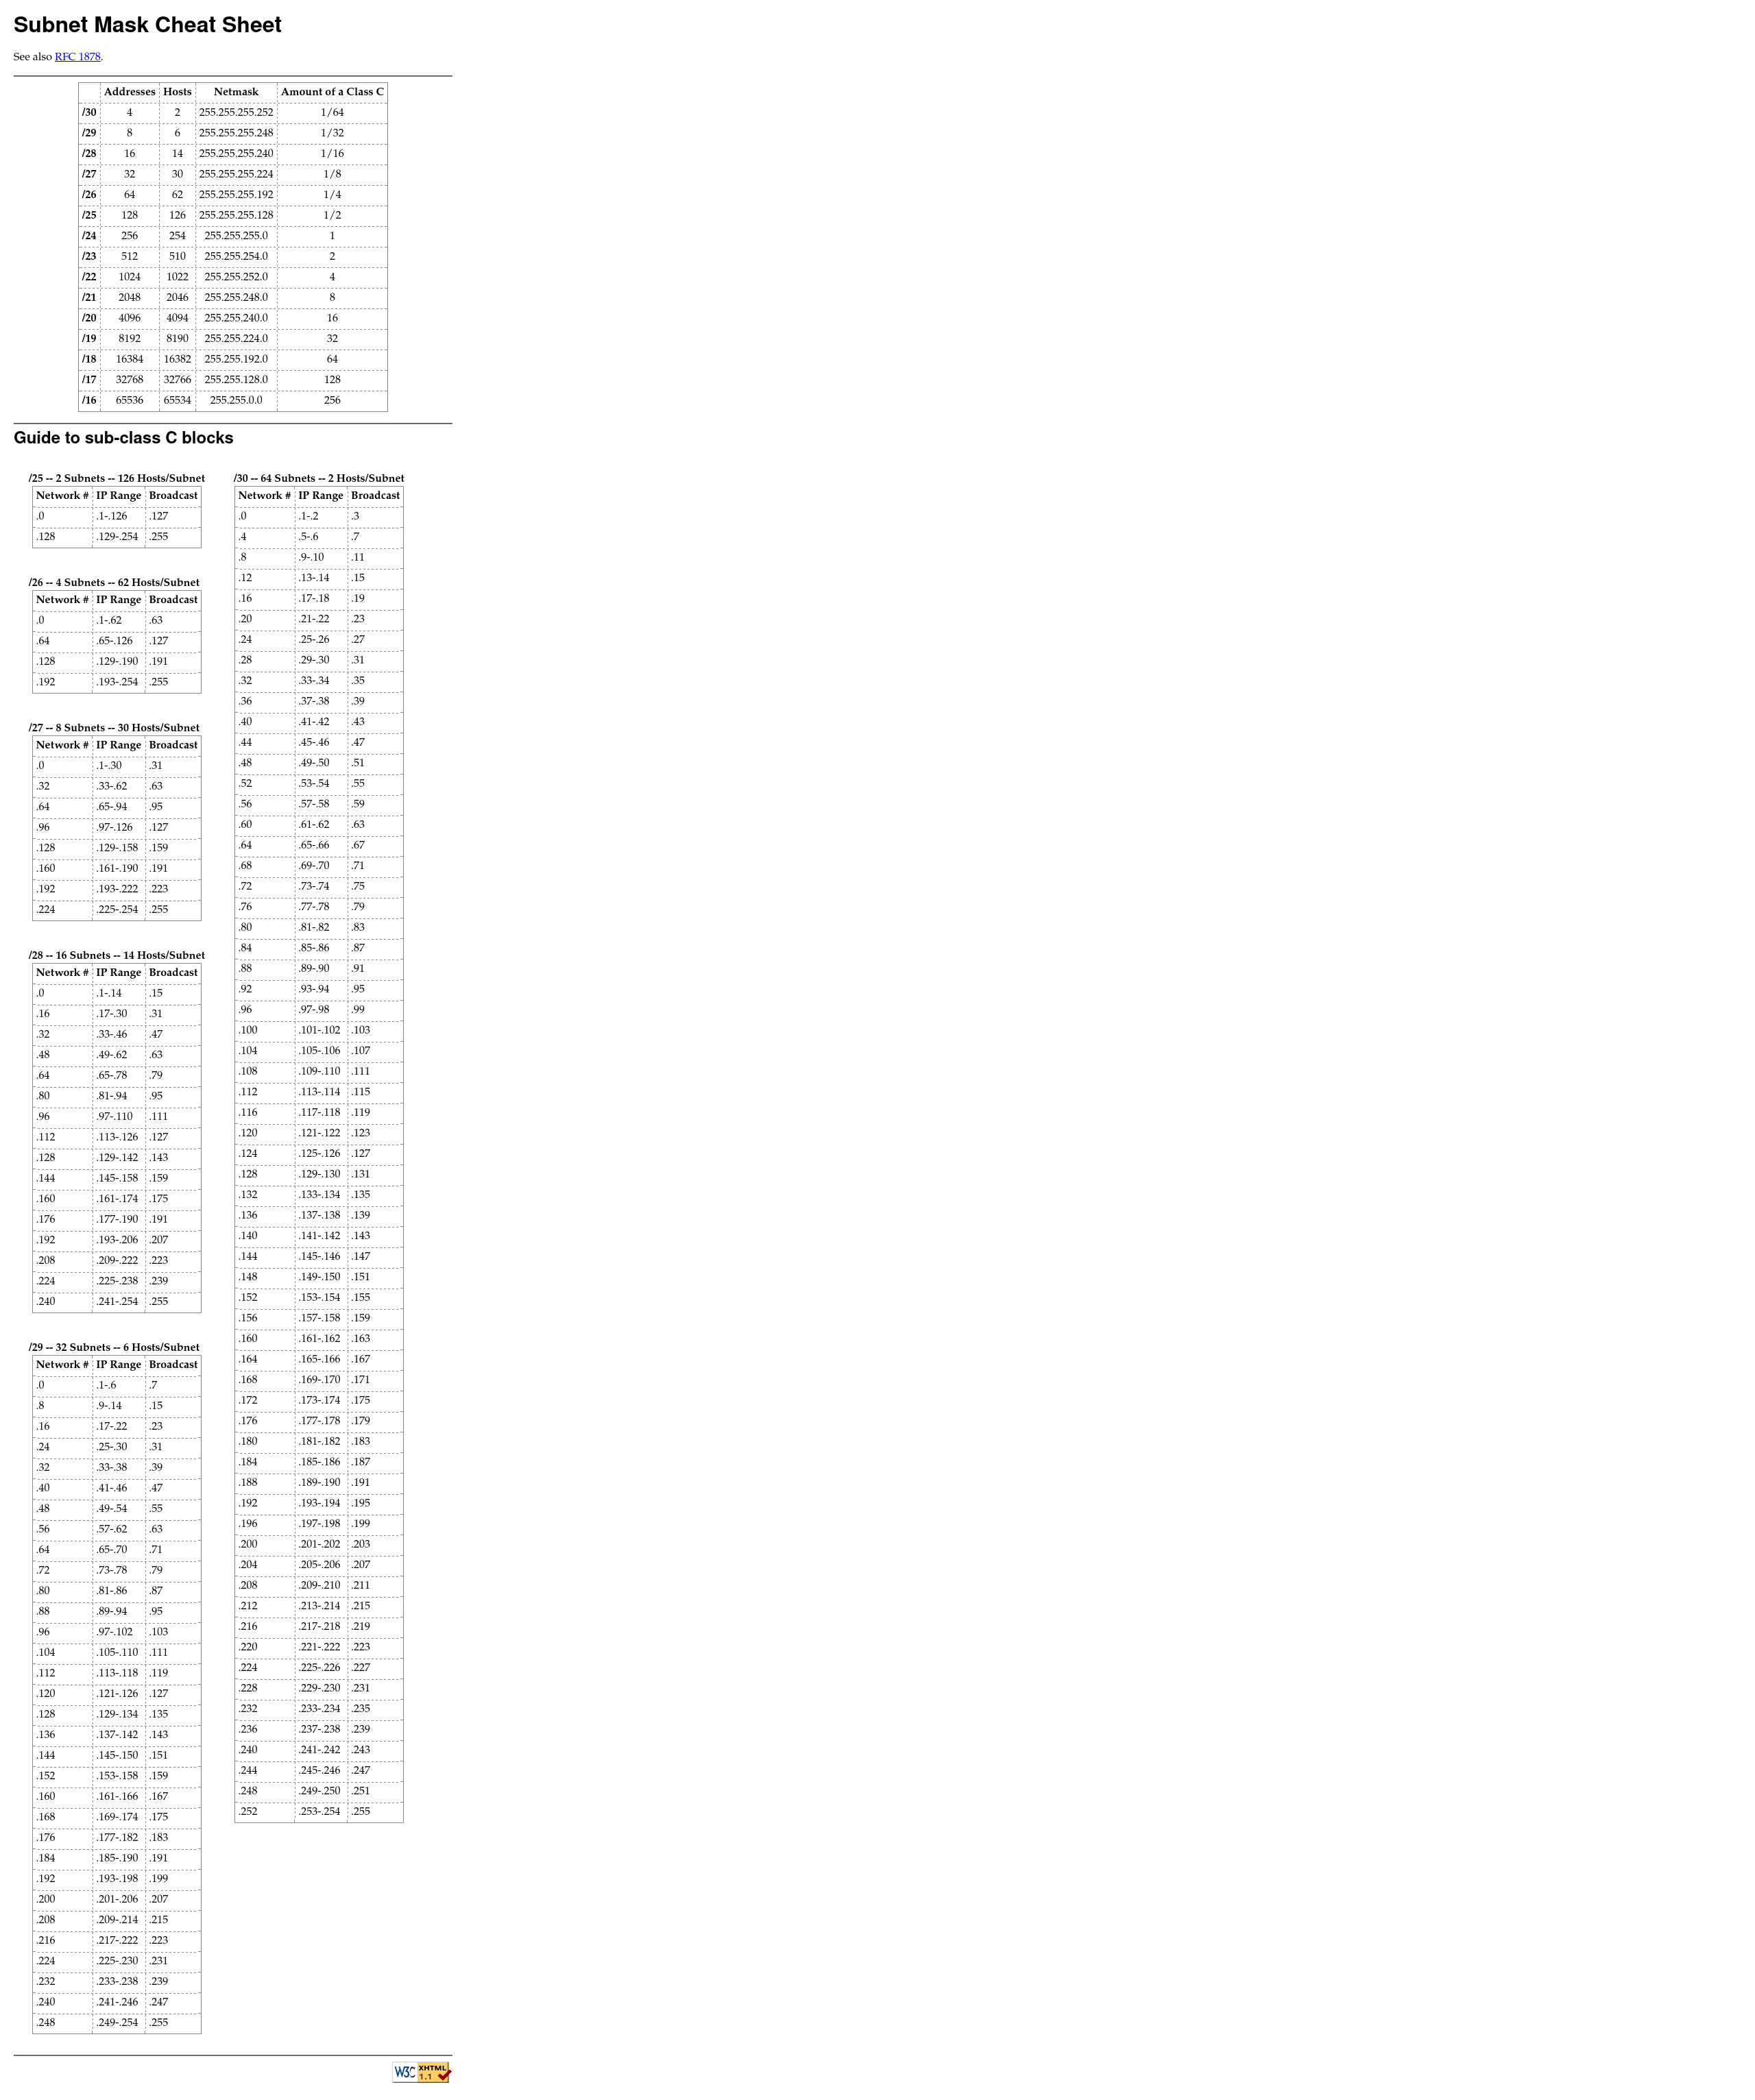 Subnet Mask Cheat Sheet
See also RFC 1878.
Addresses Hosts Netmask Amount of a Class C
/30 4 2 255.255.255.252 1/64
/29 8 6 255.255.255.248 1/32
/28 16 14 255.255.255.240 1/16
/27 32 30 255.255.255.224 1/8
/26 64 62 255.255.255.192 1/4
/25 128 126 255.255.255.128 1/2
/24 256 254 255.255.255.0 1
/23 512 510 255.255.254.0 2
/22 1024 1022 255.255.252.0 4
/21 2048 2046 255.255.248.0 8
/20 4096 4094 255.255.240.0 16
/19 8192 8190 255.255.224.0 32
/18 16384 16382 255.255.192.0 64
/17 32768 32766 255.255.128.0 128
/16 65536 65534 255.255.0.0 256
Guide to sub-class C blocks
/25 -- 2 Subnets -- 126 Hosts/Subnet
Network # IP Range Broadcast
.0 .1-.126 .127
.128 .129-.254 .255
/26 -- 4 Subnets -- 62 Hosts/Subnet
Network # IP Range Broadcast
.0 .1-.62 .63
.64 .65-.126 .127
.128 .129-.190 .191
.192 .193-.254 .255
/27 -- 8 Subnets -- 30 Hosts/Subnet
Network # IP Range Broadcast
.0 .1-.30 .31
.32 .33-.62 .63
.64 .65-.94 .95
.96 .97-.126 .127
.128 .129-.158 .159
.160 .161-.190 .191
.192 .193-.222 .223
.224 .225-.254 .255
/28 -- 16 Subnets -- 14 Hosts/Subnet
Network # IP Range Broadcast
.0 .1-.14 .15
.16 .17-.30 .31
.32 .33-.46 .47
.48 .49-.62 .63
.64 .65-.78 .79
.80 .81-.94 .95
.96 .97-.110 .111
.112 .113-.126 .127
.128 .129-.142 .143
.144 .145-.158 .159
.160 .161-.174 .175
.176 .177-.190 .191
.192 .193-.206 .207
.208 .209-.222 .223
.224 .225-.238 .239
.240 .241-.254 .255
/29 -- 32 Subnets -- 6 Hosts/Subnet
Network # IP Range Broadcast
.0 .1-.6 .7
.8 .9-.14 .15
.16 .17-.22 .23
.24 .25-.30 .31
.32 .33-.38 .39
.40 .41-.46 .47
.48 .49-.54 .55
.56 .57-.62 .63
.64 .65-.70 .71
.72 .73-.78 .79
.80 .81-.86 .87
.88 .89-.94 .95
.96 .97-.102 .103
.104 .105-.110 .111
.112 .113-.118 .119
.120 .121-.126 .127
.128 .129-.134 .135
.136 .137-.142 .143
.144 .145-.150 .151
.152 .153-.158 .159
.160 .161-.166 .167
.168 .169-.174 .175
.176 .177-.182 .183
.184 .185-.190 .191
.192 .193-.198 .199
.200 .201-.206 .207
.208 .209-.214 .215
.216 .217-.222 .223
.224 .225-.230 .231
.232 .233-.238 .239
.240 .241-.246 .247
.248 .249-.254 .255
/30 -- 64 Subnets -- 2 Hosts/Subnet
Network # IP Range Broadcast
.0 .1-.2 .3
.4 .5-.6 .7
.8 .9-.10 .11
.12 .13-.14 .15
.16 .17-.18 .19
.20 .21-.22 .23
.24 .25-.26 .27
.28 .29-.30 .31
.32 .33-.34 .35
.36 .37-.38 .39
.40 .41-.42 .43
.44 .45-.46 .47
.48 .49-.50 .51
.52 .53-.54 .55
.56 .57-.58 .59
.60 .61-.62 .63
.64 .65-.66 .67
.68 .69-.70 .71
.72 .73-.74 .75
.76 .77-.78 .79
.80 .81-.82 .83
.84 .85-.86 .87
.88 .89-.90 .91
.92 .93-.94 .95
.96 .97-.98 .99
.100 .101-.102 .103
.104 .105-.106 .107
.108 .109-.110 .111
.112 .113-.114 .115
.116 .117-.118 .119
.120 .121-.122 .123
.124 .125-.126 .127
.128 .129-.130 .131
.132 .133-.134 .135
.136 .137-.138 .139
.140 .141-.142 .143
.144 .145-.146 .147
.148 .149-.150 .151
.152 .153-.154 .155
.156 .157-.158 .159
.160 .161-.162 .163
.164 .165-.166 .167
.168 .169-.170 .171
.172 .173-.174 .175
.176 .177-.178 .179
.180 .181-.182 .183
.184 .185-.186 .187
.188 .189-.190 .191
.192 .193-.194 .195
.196 .197-.198 .199
.200 .201-.202 .203
.204 .205-.206 .207
.208 .209-.210 .211
.212 .213-.214 .215
.216 .217-.218 .219
.220 .221-.222 .223
.224 .225-.226 .227
.228 .229-.230 .231
.232 .233-.234 .235
.236 .237-.238 .239
.240 .241-.242 .243
.244 .245-.246 .247
.248 .249-.250 .251
.252 .253-.254 .255
W3C XHTML
1.1